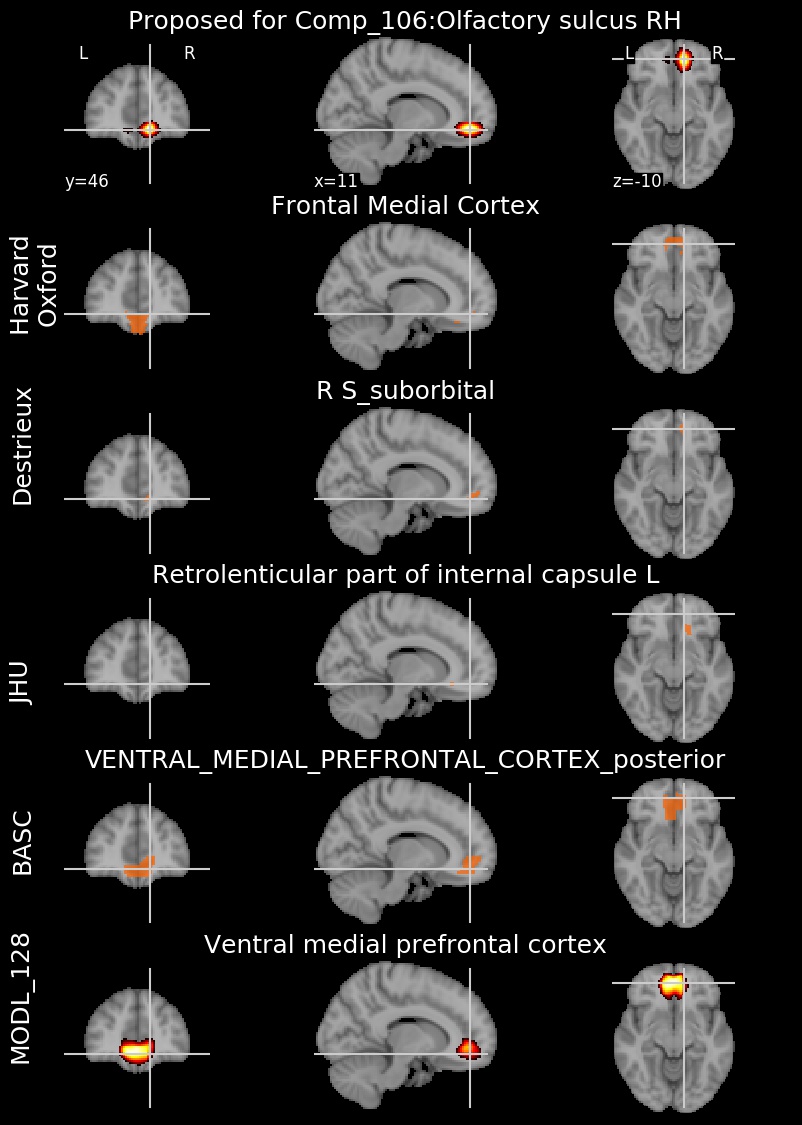 Proposed for Comp_106:Olfactory sulcus RH
L R L R
y=46 x=11 z=-10
Frontal Medial Cortex
Harvard
Oxford
R S_suborbital
Destrieux
Retrolenticular part of internal capsule L
JHU
VENTRAL_MEDIAL_PREFRONTAL_CORTEX_posterior
BASC
Ventral medial prefrontal cortex
MODL_128